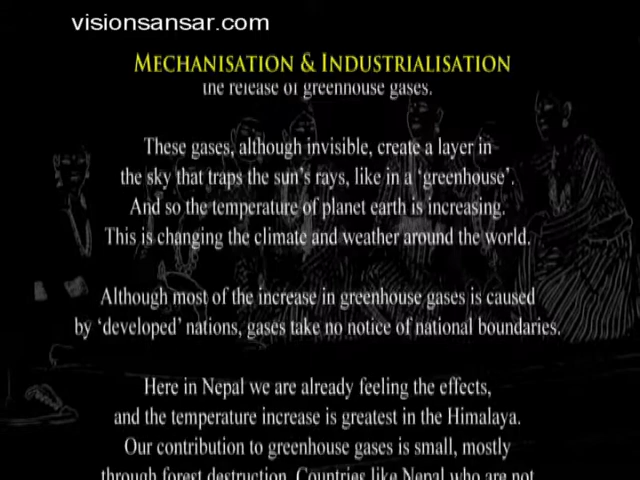 visionsansar.com
MECHANISATION & INDUSTRIALISATION
the release of greenhouse gases.
These gases, although invisible, create a layer in
the sky that traps the sun's rays, like in a 'greenhouse'.
And so the temperature of planet earth is increasing.
This is changing the climate and weather around the world.
Although most of the increase in greenhouse gases is caused
by 'developed' nations, gases take no notice of national boundaries.
Here in Nepal we are already feeling the effects,
and the temperature increase is greatest in the Himalaya.
Our contribution to greenhouse gases is small, mostly
through forest destruction. Countries like Nepal who are not